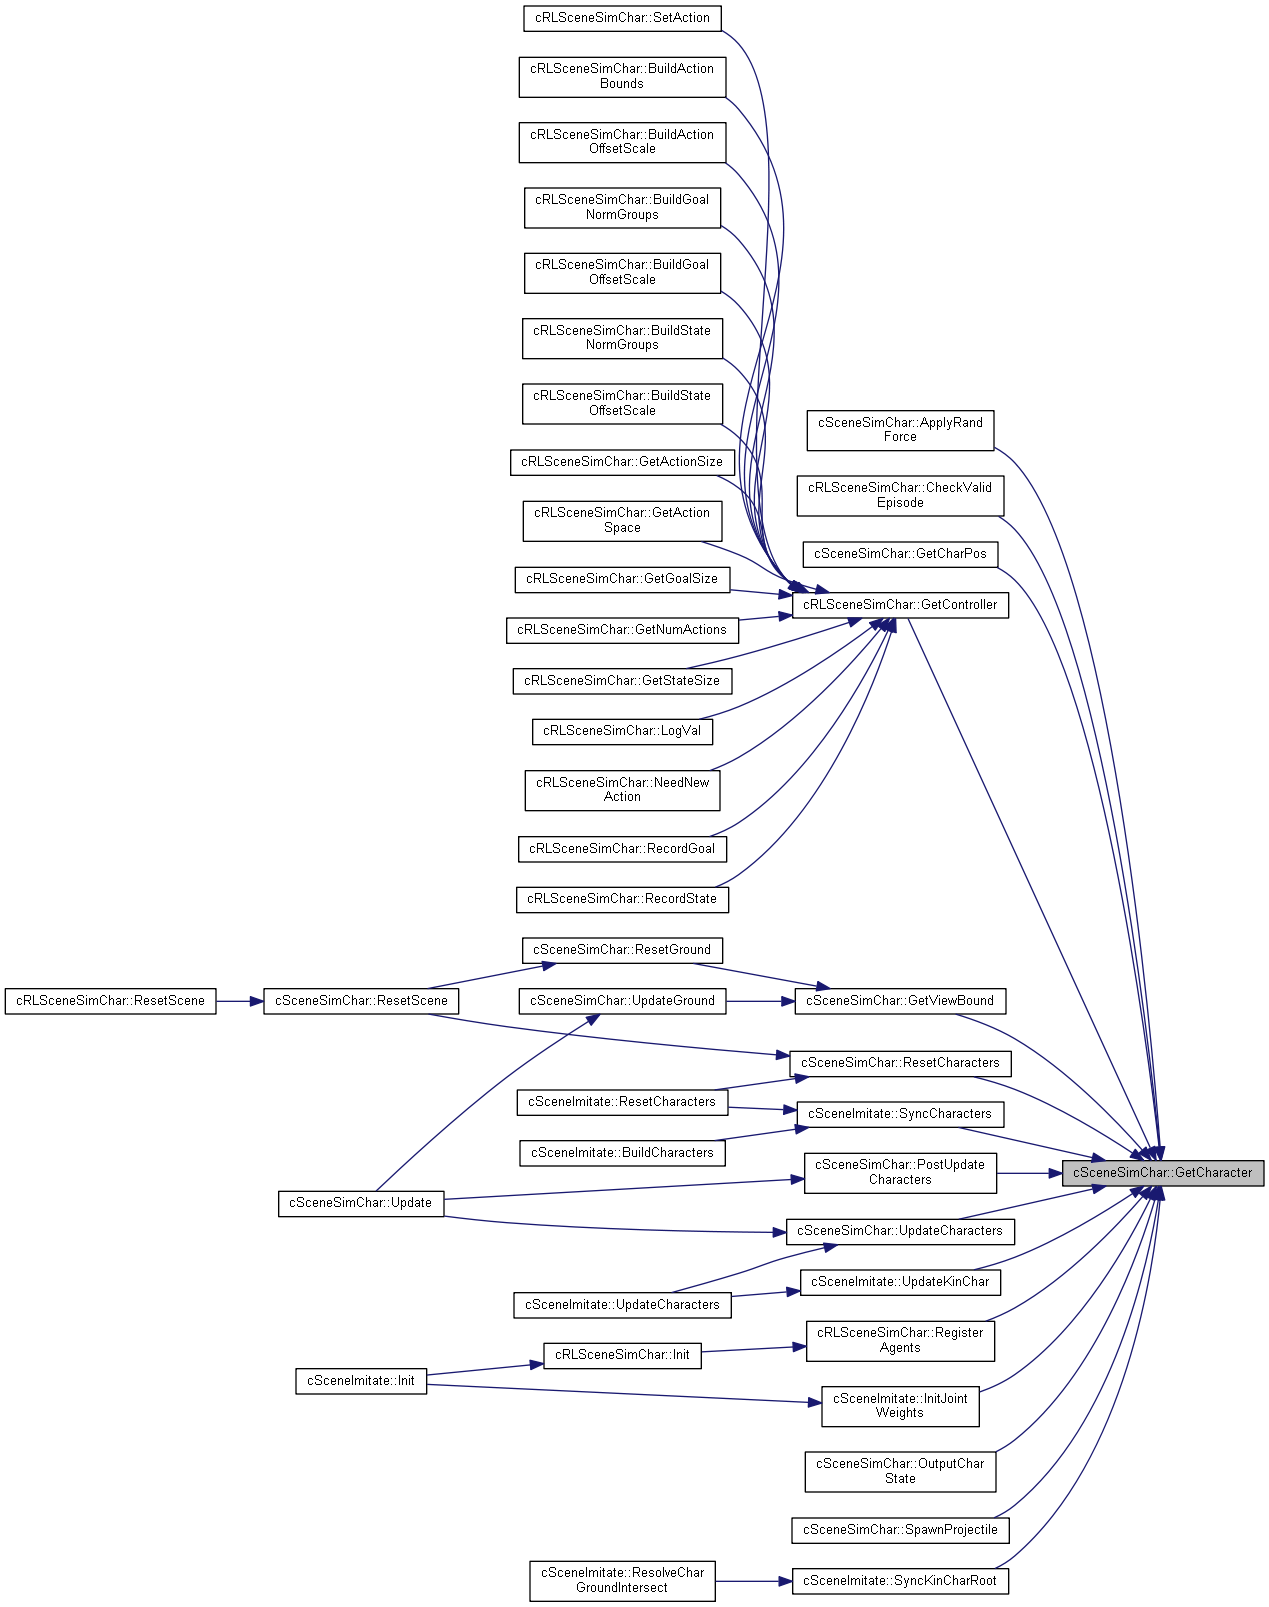 cRLSceneSimChar::SetAction
cRLSceneSimChar::BuildAction
Bounds
cRLSceneSimChar::BuildAction
OffsetScale
cRLSceneSimChar::BuildGoal
NormGroups
cRLSceneSimChar::BuildGoal
OffsetScale
cRLSceneSimChar::BuildState
NormGroups
cRLSceneSimChar::BuildState
OffsetScale
cRLSceneSimChar::GetActionSize
cRLSceneSimChar::GetAction
Space
cRLSceneSimChar::GetGoalSize
cRLSceneSimChar::GetNumActions
cRLSceneSimChar::GetStateSize
cRLSceneSimChar::LogVal
cRLSceneSimChar::NeedNew
Action
cRLSceneSimChar::RecordGoal
cRLSceneSimChar::RecordState
cSceneSimChar::ApplyRand
Force
cRLSceneSimChar::CheckValid
Episode
cSceneSimChar::GetCharPos
cRLSceneSimChar::GetController
cSceneSimChar::ResetGround
cRLSceneSimChar::ResetScene
cSceneSimChar::ResetScene
cSceneSimChar::UpdateGround
cSceneSimChar::GetViewBound
cSceneSimChar::ResetCharacters
cSceneImitate::ResetCharacters
cSceneImitate::SyncCharacters
cSceneImitate::BuildCharacters
cSceneSimChar::PostUpdate
Characters
cSceneSimChar::GetCharacter
cSceneSimChar::Update
cSceneSimChar::UpdateCharacters
cSceneImitate::UpdateKinChar
cSceneImitate::UpdateCharacters
cRLSceneSimChar::Register
Agents
cRLSceneSimChar::Init
cSceneImitate::Init
cSceneImitate::InitJoint
Weights
cSceneSimChar::OutputChar
State
cSceneSimChar::SpawnProjectile
cSceneImitate::ResolveChar
GroundIntersect
cSceneImitate::SyncKinCharRoot